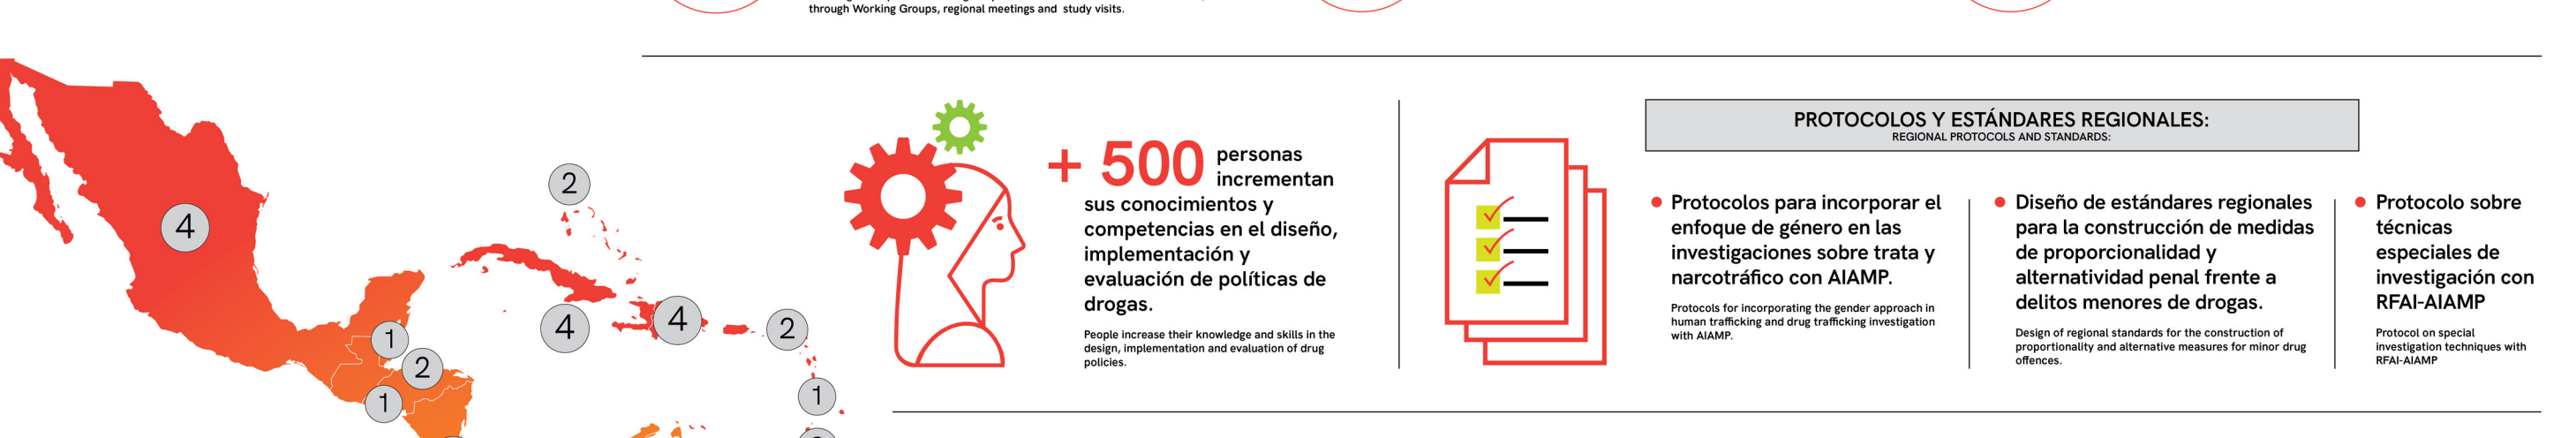 through Working Groups, regional meetings and study visits.
4
2
4
4
2
1
2
1
1
+ 500 personas
incrementan
sus conocimientos y
competencias en el diseño,
implementación y
evaluación de políticas de
drogas.
People increase their knowledge and skills in the
design, implementation and evaluation of drug
policies.
PROTOCOLOS Y ESTÁNDARES REGIONALES:
REGIONAL PROTOCOLS AND STANDARDS:
Protocolos para incorporar el
enfoque de género en las
investigaciones sobre trata y
narcotráfico con AIAMP.
Protocols for incorporating the gender approach in
human trafficking and drug trafficking investigation
with AIAMP.
Diseño de estándares regionales
para la construcción de medidas
de proporcionalidad y
alternatividad penal frente a
delitos menores de drogas.
Design of regional standards for the construction of
proportionality and alternative measures for minor drug
offences.
Protocolo sobre
técnicas
especiales de
investigación con
RFAI-AIAMP
Protocol on special
investigation techniques with
RFAI-AIAMP